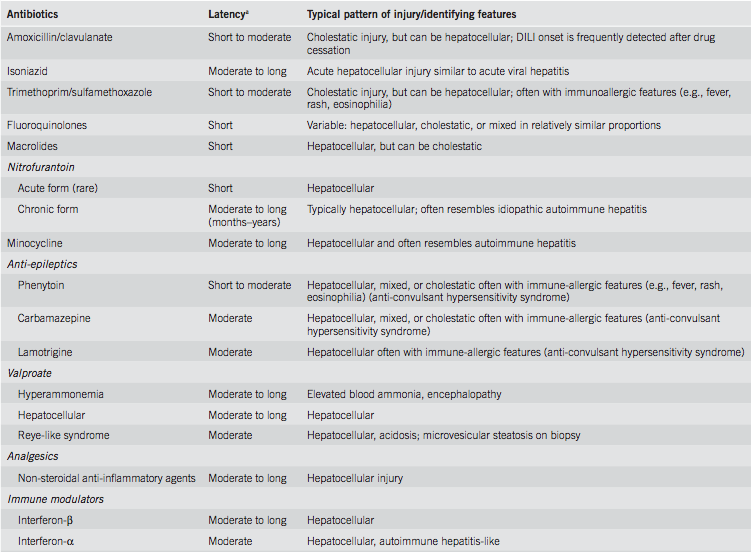 Antibiotics Latencyª Typical pattern of injury/identifying features
Amoxicillin/clavulanate Short to moderate Cholestatic injury, but can be hepatocellular; DILI onset is frequently detected after drug
cessation
Isoniazid Moderate to long Acute hepatocellular injury similar to acute viral hepatitis
Trimethoprim/sulfamethoxazole Short to moderate Cholestatic injury, but can be hepatocellular; often with immunoallergic features (e.g., fever,
rash, eosinophilia)
Fluoroquinolones Short Variable: hepatocellular, cholestatic, or mixed in relatively similar proportions
Macrolides Short Hepatocellular, but can be cholestatic
Nitrofurantoin
Acute form (rare) Short Hepatocellular
Chronic form Moderate to long Typically hepatocellular; often resembles idiopathic autoimmune hepatitis
(months–years)
Minocycline Moderate to long Hepatocellular and often resembles autoimmune hepatitis
Anti-epileptics
Phenytoin Short to moderate Hepatocellular, mixed, or cholestatic often with immune-allergic features (e.g., fever, rash,
eosinophilia) (anti-convulsant hypersensitivity syndrome)
Carbamazepine Moderate Hepatocellular, mixed, or cholestatic often with immune-allergic features (anti-convulsant
hypersensitivity syndrome)
Lamotrigine Moderate Hepatocellular often with immune-allergic features (anti-convulsant hypersensitivity syndrome)
Valproate
Hyperammonemia Moderate to long Elevated blood ammonia, encephalopathy
Hepatocellular Moderate to long Hepatocellular
Reye-like syndrome Moderate Hepatocellular, acidosis; microvesicular steatosis on biopsy
Analgesics
Non-steroidal anti-inflammatory agents Moderate to long Hepatocellular injury
Immune modulators
Interferon-β Moderate to long Hepatocellular
Interferon-α Moderate Hepatocellular, autoimmune hepatitis-like